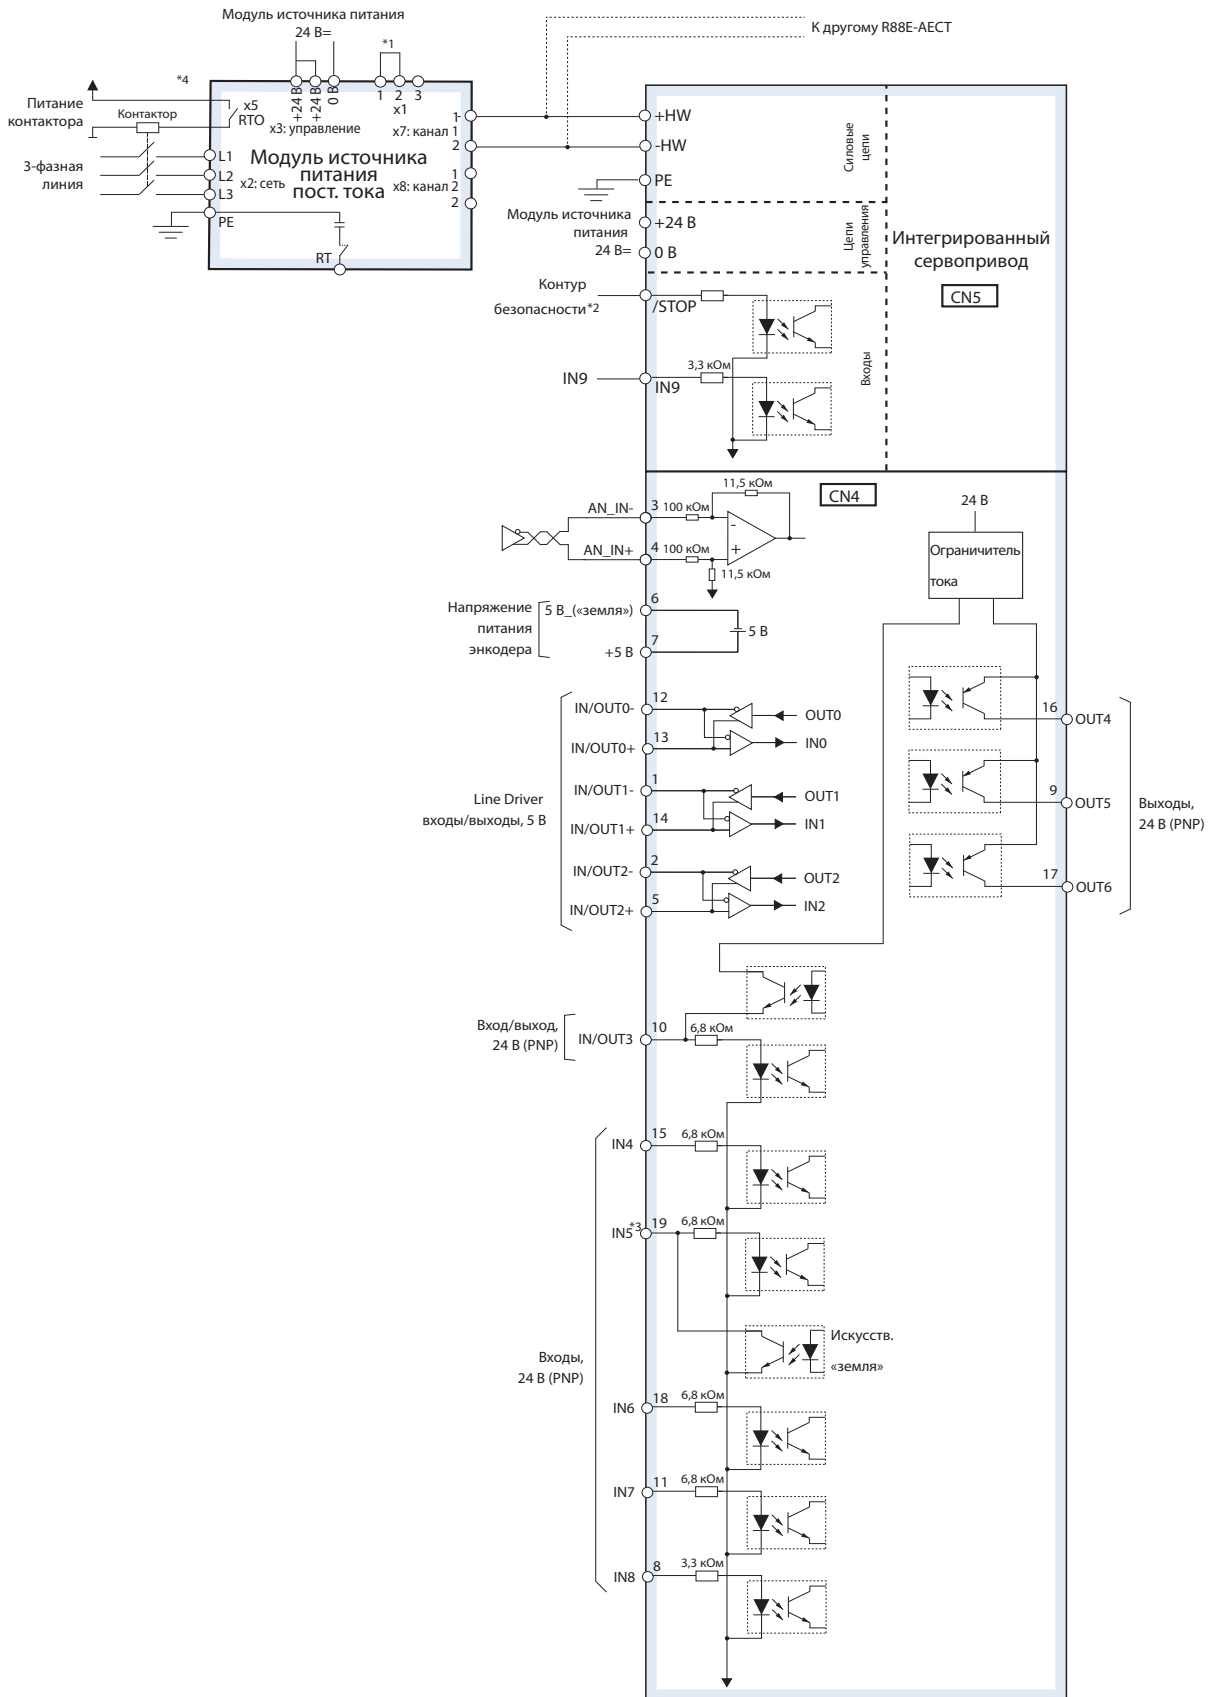 Модуль источника питания
24 В=
*1
К другому R88E-AECT
*4
Питание
контактора
Контактор
x5
RTO
+24 В
+24 В
0 В
1
2
3
x1
x3: управление
x7: канал 1
1
2
+HW
-HW
PE
Силовые
цепи
3-фазная
линия
L1
L2
L3
x2: сеть
Модуль источника
питания
пост. тока
x8: канал 2
1
2
PE
RT
Модуль источника
питания
24 В=
+24 В
0 В
Цепи
управления
Интегрированный
сервопривод
CN5
Контур
безопасности*2
/STOP
IN9
IN9
3,3 кОм
Входы
CN4
11,5 кОм
AN_IN-
3
100 кОм
-
+
AN_IN+
4
100 кОм
11,5 кОм
24 В
Ограничитель
тока
Напряжение
питания
энкодера
5 В_(«земля»)
6
5 В
+5 В
7
Line Driver
входы/выходы, 5 В
IN/OUT0-
12
OUT0
IN/OUT0+
13
IN0
IN/OUT1-
1
OUT1
IN/OUT1+
14
IN1
IN/OUT2-
2
OUT2
IN/OUT2+
5
IN2
16
OUT4
9
OUT5
17
OUT6
Выходы,
24 В (PNP)
Вход/выход,
24 В (PNP)
IN/OUT3
10
6,8 кОм
Входы,
24 В (PNP)
IN4
15
6,8 кОм
IN5*3
19
6,8 кОм
Искусств.
«земля»
IN6
18
6,8 кОм
IN7
11
6,8 кОм
IN8
8
3,3 кОм